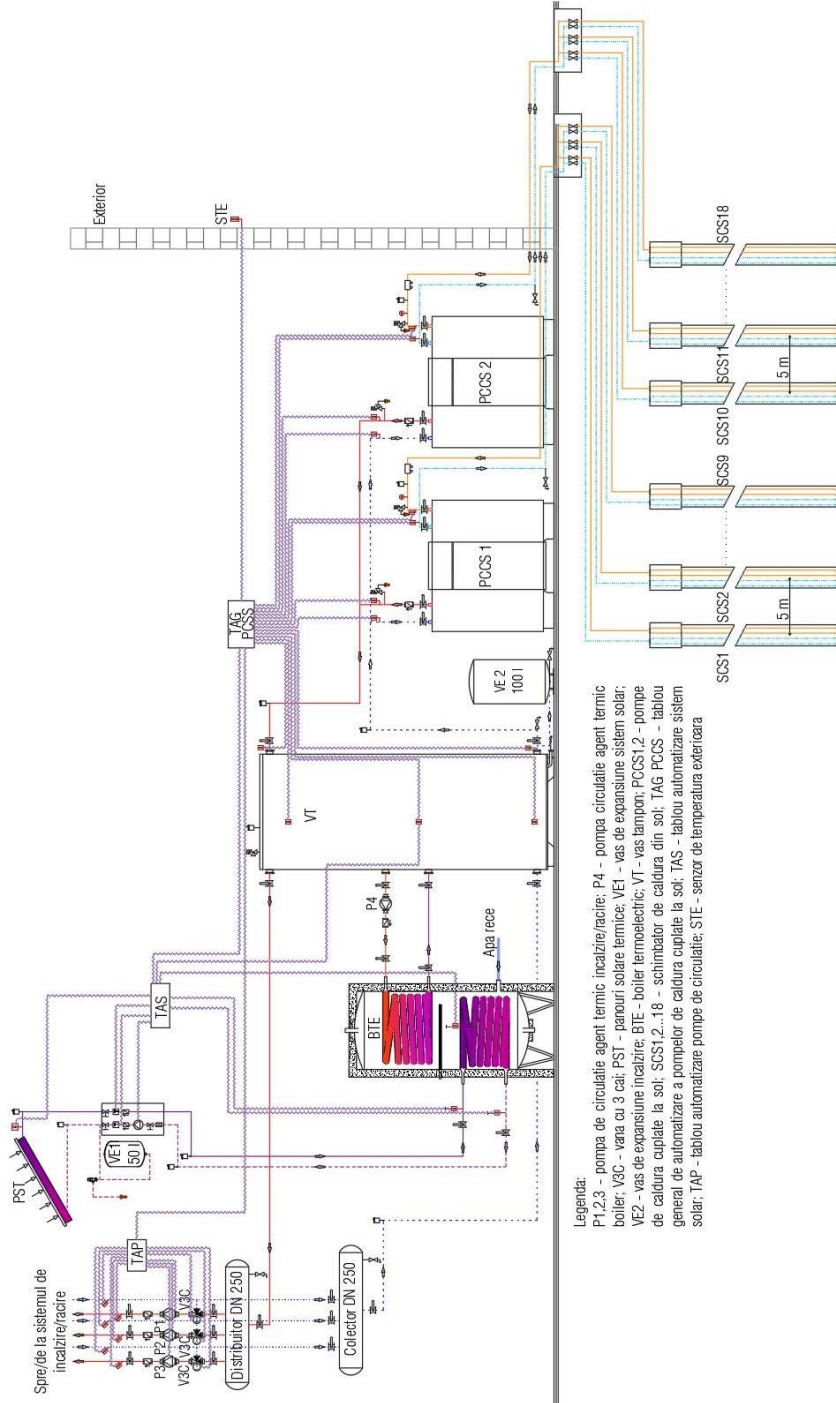 Spre/de la sistemul de
incalzire/racire
PST
VE1
50 l
TAP
TAS
P3
P2
P1
V3C
V3C
V3C
Distribuitor DN 250
Colector DN 250
BTE
P4
Apa rece
VT
VE 2
100 l
TAG
PCSS
PCCS 1
PCCS 2
Exterior
STE
SCS1
SCS2
SCS9
SCS10
SCS11
SCS18
5 m
5 m
Legenda:
P1,2,3 - pompa de circulatie agent termic incalzire/racire; P4 - pompa circulatie agent termic
boiler; V3C - vana cu 3 cai; PST - panouri solare termice; VE1 - vas de expansiune sistem solar;
VE2 - vas de expansiune incalzire; BTE - boiler termoelectric; VT - vas tampon; PCCS1,2 - pompe
de caldura cuplate la sol; SCS1,2...18 - schimbator de caldura din sol; TAG PCCS - tablou
general de automatizare a pompelor de caldura cuplate la sol; TAS - tablou automatizare sistem
solar; TAP - tablou automatizare pompe de circulatie; STE - senzor de temperatura exterioara